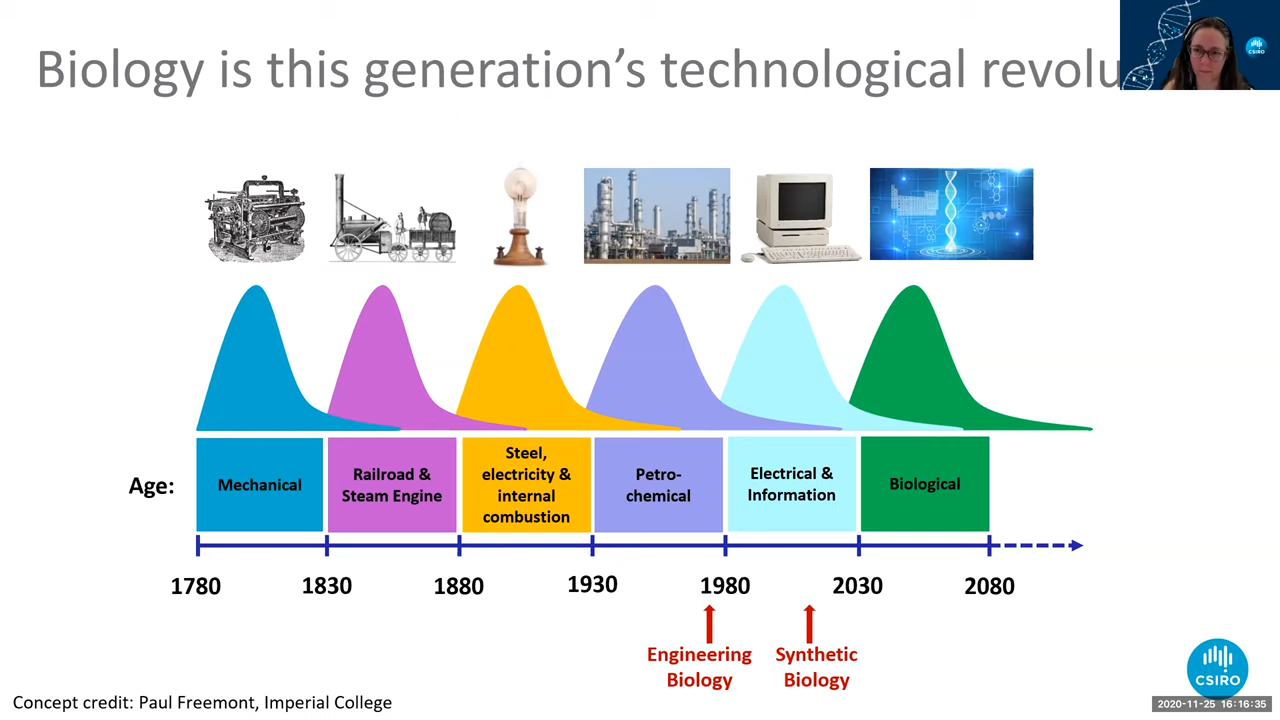 Biology is this generation's technological revolu
CSIRO
Age:
Mechanical
Railroad &
Steam Engine
Steel,
electricity &
internal
combustion
Petro-
chemical
Electrical &
Information
Biological
1780 1830 1880 1930 1980 2030 2080
Engineering
Biology
Synthetic
Biology
CSIRO
Concept credit: Paul Freemont, Imperial College
2020-11-25 16:16:35